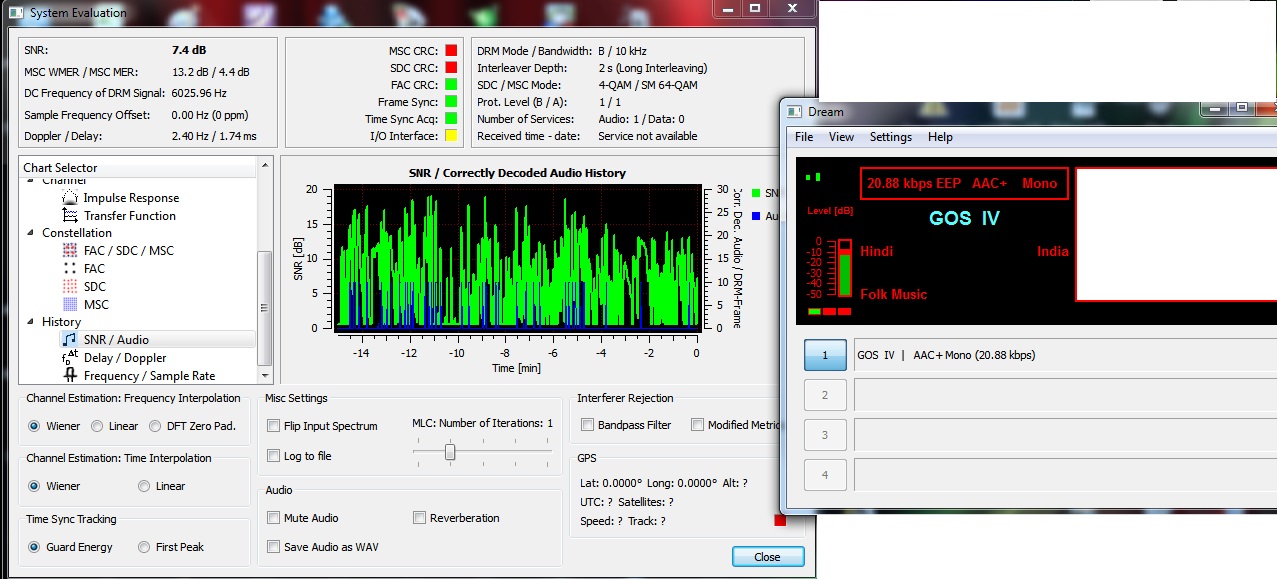 System Evaluation
SNR: 7.4 dB
MSC WMER / MSC MER: 13.2 dB / 4.4 dB
DC Frequency of DRM Signal: 6025.96 Hz
Sample Frequency Offset: 0.00 Hz (0 ppm)
Doppler / Delay: 2.40 Hz / 1.74 ms
MSC CRC:
SDC CRC:
FAC CRC:
Frame Sync:
Time Sync Acq:
I/O Interface:
DRM Mode / Bandwidth: B / 10 kHz
Interleaver Depth: 2 s (Long Interleaving)
SDC / MSC Mode: 4-QAM / SM 64-QAM
Prot. Level (B / A): 1 / 1
Number of Services: Audio: 1 / Data: 0
Received time - date: Service not available
Chart Selector
Channel
Impulse Response
Transfer Function
Constellation
FAC / SDC / MSC
FAC
SDC
MSC
History
SNR / Audio
Delay / Doppler
Frequency / Sample Rate
SNR / Correctly Decoded Audio History
20
15
10
5
0
SNR [dB]
30
25
20
15
10
5
0
Corr. Dec. Audio / DRM-Frame
SN
Au
-14 -12 -10 -8 -6 -4 -2 0
Time [min]
Channel Estimation: Frequency Interpolation
Wiener Linear DFT Zero Pad.
Channel Estimation: Time Interpolation
Wiener Linear
Time Sync Tracking
Guard Energy First Peak
Misc Settings
Flip Input Spectrum
Log to file
MLC: Number of Iterations: 1
Audio
Mute Audio Reverberation
Save Audio as WAV
Interferer Rejection
Bandpass Filter Modified Metric
GPS
Lat: 0.0000° Long: 0.0000° Alt: ?
UTC: ? Satellites: ?
Speed: ? Track: ?
Close
Dream
File View Settings Help
20.88 kbps EEP AAC+ Mono
Level [dB]
GOS IV
0
-10
-20
-30
-40
-50
Hindi India
Folk Music
1 GOS IV | AAC+ Mono (20.88 kbps)
2
3
4